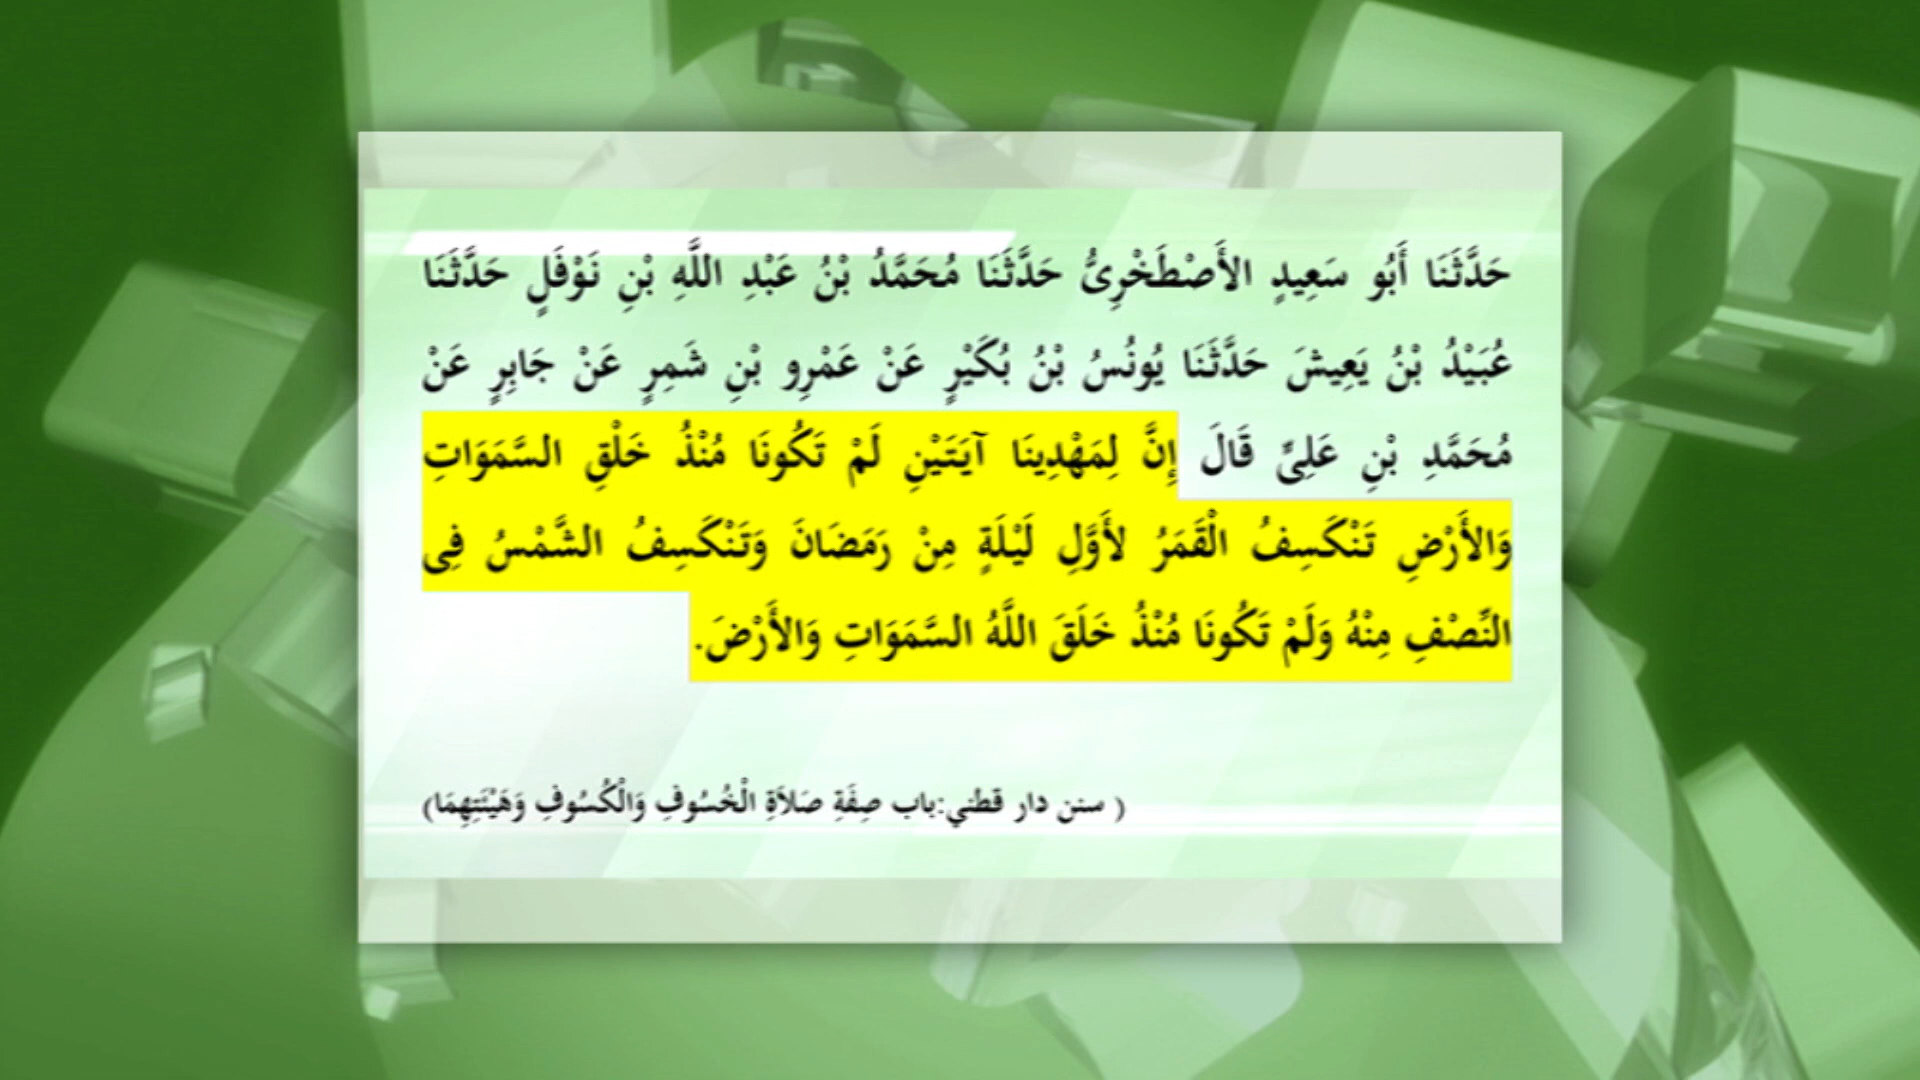 حَدَّثَنَا أَبُو سَعِيدٍ الأَصْطَخْرِىُّ حَدَّثَنَا مُحَمَّدُ بْنُ عَبْدِ اللَّهِ بْنِ نَوْفَلٍ حَدَّثَنَا
عُبَيْدُ بْنُ يَعِيشَ حَدَّثَنَا يُونُسُ بْنُ بُكَيْرٍ عَنْ عَمْرِو بْنِ شَمِرٍ عَنْ جَابِرٍ عَنْ
مُحَمَّدِ بْنِ عَلِىٍّ قَالَ إِنَّ لِمَهْدِينَا آيَتَيْنِ لَمْ تَكُونَا مُنْذُ خَلْقِ السَّمَوَاتِ
وَالأَرْضِ تَنْكَسِفُ الْقَمَرُ لأَوَّلِ لَيْلَةٍ مِنْ رَمَضَانَ وَتَنْكَسِفُ الشَّمْسُ فِى
النِّصْفِ مِنْهُ وَلَمْ تَكُونَا مُنْذُ خَلَقَ اللَّهُ السَّمَوَاتِ وَالأَرْضَ.
( سنن دار قطني:باب صِفَةِ صَلاَةِ الْخُسُوفِ وَالْكُسُوفِ وَهَيْئَتِهِمَا)